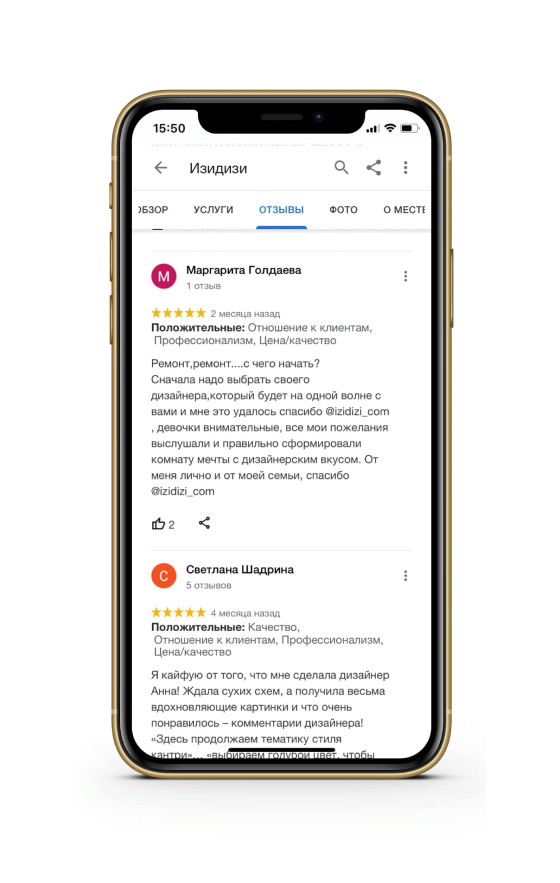 15:50
Изидизи
ОБЗОР УСЛУГИ ОТЗЫВЫ ФОТО О МЕСТЕ
М
Маргарита Голдаева
1 отзыв
2 месяца назад
Положительные: Отношение к клиентам,
Профессионализм, Цена/качество
Ремонт,ремонт....с чего начать?
Сначала надо выбрать своего
дизайнера,который будет на одной волне с
вами и мне это удалось спасибо @izidizi_com
, девочки внимательные, все мои пожелания
выслушали и правильно сформировали
комнату мечты с дизайнерским вкусом. От
меня лично и от моей семьи, спасибо
@izidizi_com
2
С
Светлана Шадрина
5 отзывов
4 месяца назад
Положительные: Качество,
Отношение к клиентам, Профессионализм,
Цена/качество
Я кайфую от того, что мне сделала дизайнер
Анна! Ждала сухих схем, а получила весьма
вдохновляющие картинки и что очень
понравилось – комментарии дизайнера!
«Здесь продолжаем тематику стиля
кантри»... «выбираем голубой цвет, чтобы